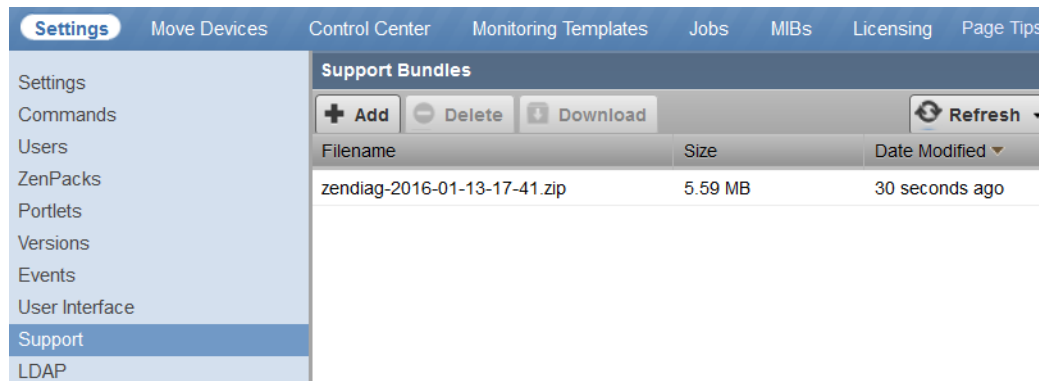 Settings Move Devices Control Center Monitoring Templates Jobs MIBs Licensing Page Tips
Settings
Commands
Users
ZenPacks
Portlets
Versions
Events
User Interface
Support
LDAP
Support Bundles
Add Delete Download Refresh
Filename Size Date Modified
zendiag-2016-01-13-17-41.zip 5.59 MB 30 seconds ago